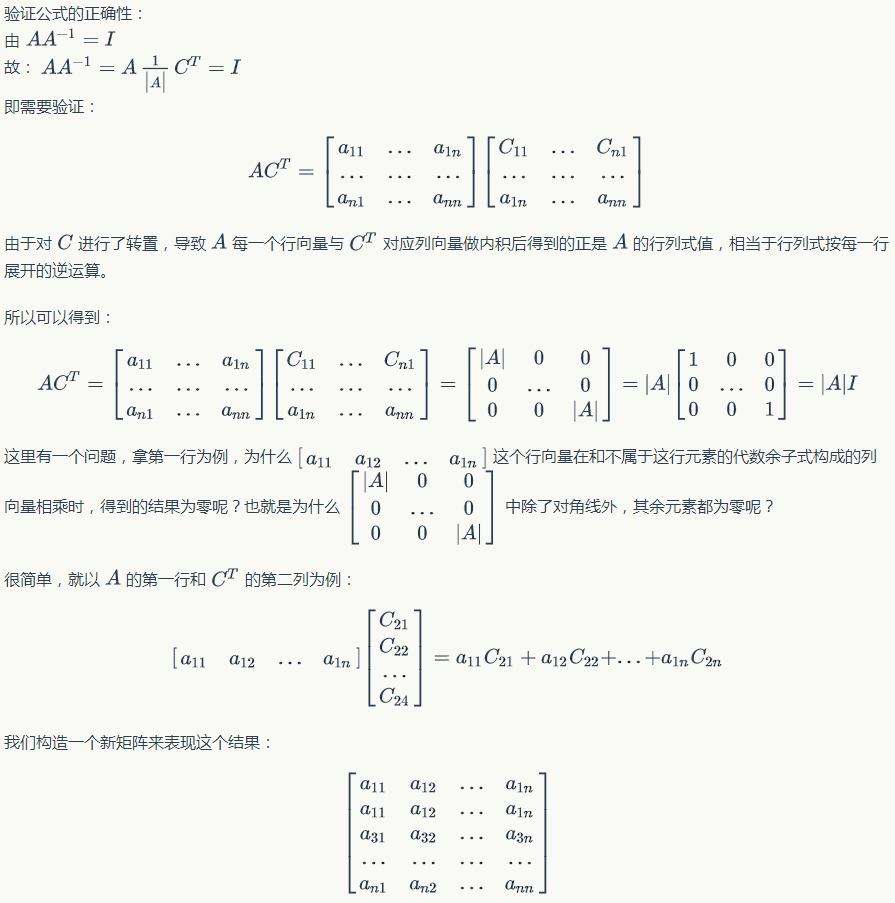 验证公式的正确性：
由 $AA^{-1} = I$
故： $AA^{-1} = A \frac{1}{|A|} C^T = I$
即需要验证：
$AC^T = \begin{bmatrix} a_{11} & \dots & a_{1n} \\ \dots & \dots & \dots \\ a_{n1} & \dots & a_{nn} \end{bmatrix} \begin{bmatrix} C_{11} & \dots & C_{n1} \\ \dots & \dots & \dots \\ a_{1n} & \dots & a_{nn} \end{bmatrix}$
由于对 $C$ 进行了转置，导致 $A$ 每一个行向量与 $C^T$ 对应列向量做内积后得到的正是 $A$ 的行列式值，相当于行列式按每一行
展开的逆运算。
所以可以得到：
$AC^T = \begin{bmatrix} a_{11} & \dots & a_{1n} \\ \dots & \dots & \dots \\ a_{n1} & \dots & a_{nn} \end{bmatrix} \begin{bmatrix} C_{11} & \dots & C_{n1} \\ \dots & \dots & \dots \\ a_{1n} & \dots & a_{nn} \end{bmatrix} = \begin{bmatrix} |A| & 0 & 0 \\ 0 & \dots & 0 \\ 0 & 0 & |A| \end{bmatrix} = |A| \begin{bmatrix} 1 & 0 & 0 \\ 0 & \dots & 0 \\ 0 & 0 & 1 \end{bmatrix} = |A|I$
这里有一个问题，拿第一行为例，为什么 $[ a_{11} \quad a_{12} \quad \dots \quad a_{1n} ]$ 这个行向量在和不属于这行元素的代数余子式构成的列
向量相乘时，得到的结果为零呢？也就是为什么 $\begin{bmatrix} |A| & 0 & 0 \\ 0 & \dots & 0 \\ 0 & 0 & |A| \end{bmatrix}$ 中除了对角线外，其余元素都为零呢？
很简单，就以 $A$ 的第一行和 $C^T$ 的第二列为例：
$[ a_{11} \quad a_{12} \quad \dots \quad a_{1n} ] \begin{bmatrix} C_{21} \\ C_{22} \\ \dots \\ C_{24} \end{bmatrix} = a_{11}C_{21} + a_{12}C_{22} + \dots + a_{1n}C_{2n}$
我们构造一个新矩阵来表现这个结果：
$\begin{bmatrix} a_{11} & a_{12} & \dots & a_{1n} \\ a_{11} & a_{12} & \dots & a_{1n} \\ a_{31} & a_{32} & \dots & a_{3n} \\ \dots & \dots & \dots & \dots \\ a_{n1} & a_{n2} & \dots & a_{nn} \end{bmatrix}$